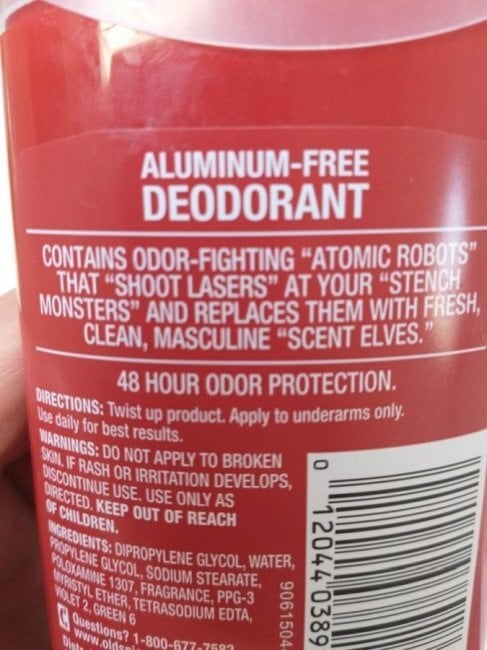 ALUMINUM-FREE
DEODORANT
CONTAINS ODOR-FIGHTING “ATOMIC ROBOTS”
THAT “SHOOT LASERS” AT YOUR “STENCH
MONSTERS” AND REPLACES THEM WITH FRESH,
CLEAN, MASCULINE “SCENT ELVES.”
48 HOUR ODOR PROTECTION.
DIRECTIONS: Twist up product. Apply to underarms only.
Use daily for best results.
WARNINGS: DO NOT APPLY TO BROKEN
SKIN. IF RASH OR IRRITATION DEVELOPS,
DISCONTINUE USE. USE ONLY AS
DIRECTED. KEEP OUT OF REACH
OF CHILDREN.
INGREDIENTS: DIPROPYLENE GLYCOL, WATER,
PROPYLENE GLYCOL, SODIUM STEARATE,
POLOXAMINE 1307, FRAGRANCE, PPG-3
MYRISTYL ETHER, TETRASODIUM EDTA,
VIOLET 2, GREEN 6
Questions? 1-800-677-7582
0 12044 0389
9061504